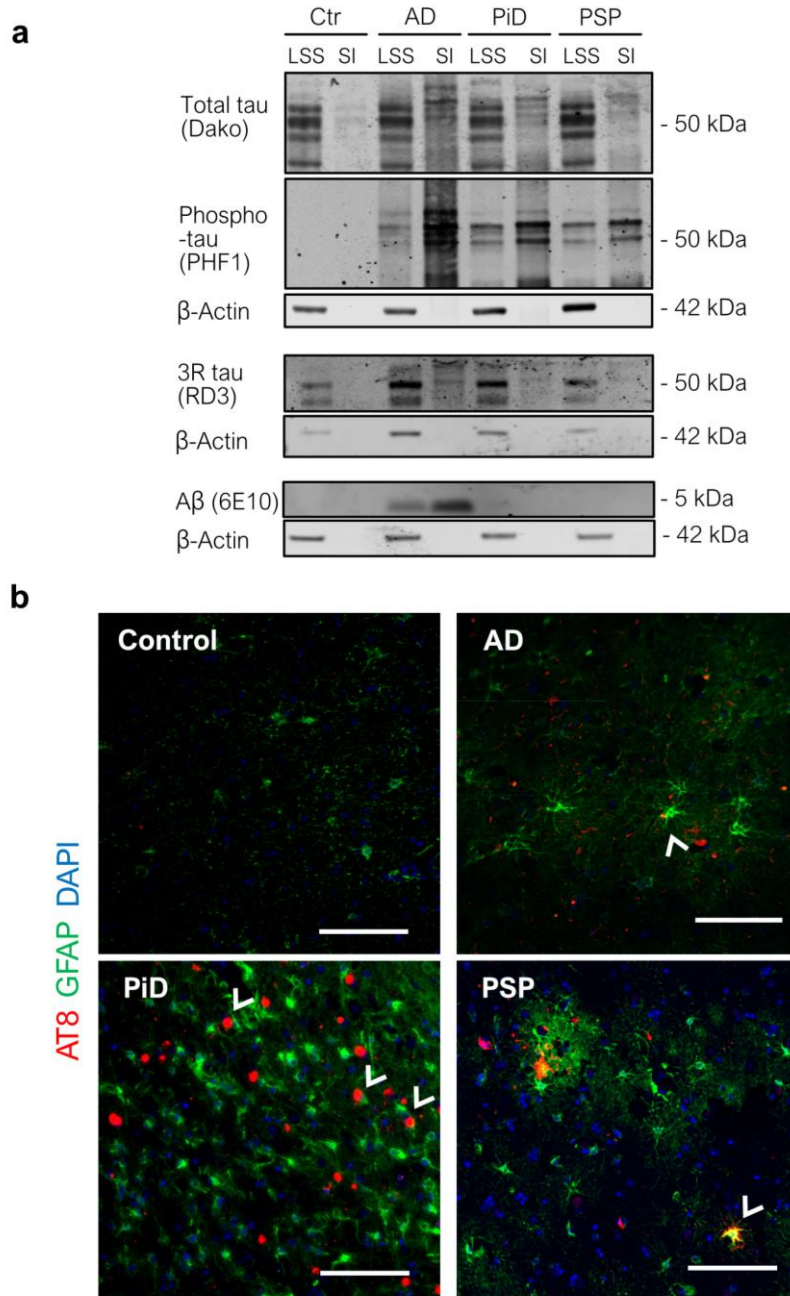 a
Ctr AD PiD PSP
LSS SI LSS SI LSS SI LSS SI
Total tau
(Dako)
- 50 kDa
Phospho
-tau
(PHF1)
- 50 kDa
β-Actin
- 42 kDa
3R tau
(RD3)
- 50 kDa
β-Actin
- 42 kDa
Aβ (6E10)
- 5 kDa
β-Actin
- 42 kDa
b
AT8 GFAP DAPI
Control
AD
PiD
PSP